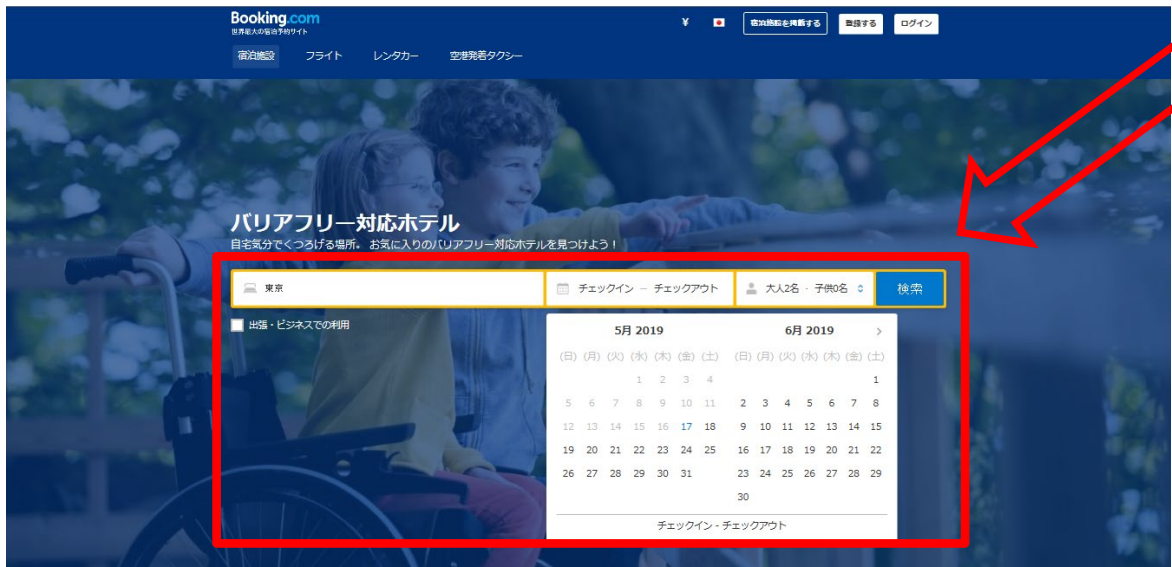 Booking.com
世界最大の宿泊予約サイト
¥
宿泊施設を掲載する
登録する
ログイン
宿泊施設 フライト レンタカー 空港発着タクシー
バリアフリー対応ホテル
自宅気分でくつろげる場所。 お気に入りのバリアフリー対応ホテルを見つけよう！
東京
チェックイン － チェックアウト
大人2名 · 子供0名
検索
出張・ビジネスでの利用
5月 2019
(日) (月) (火) (水) (木) (金) (土)
1 2 3 4
5 6 7 8 9 10 11
12 13 14 15 16 17 18
19 20 21 22 23 24 25
26 27 28 29 30 31
6月 2019 >
(日) (月) (火) (水) (木) (金) (土)
1
2 3 4 5 6 7 8
9 10 11 12 13 14 15
16 17 18 19 20 21 22
23 24 25 26 27 28 29
30
チェックイン - チェックアウト